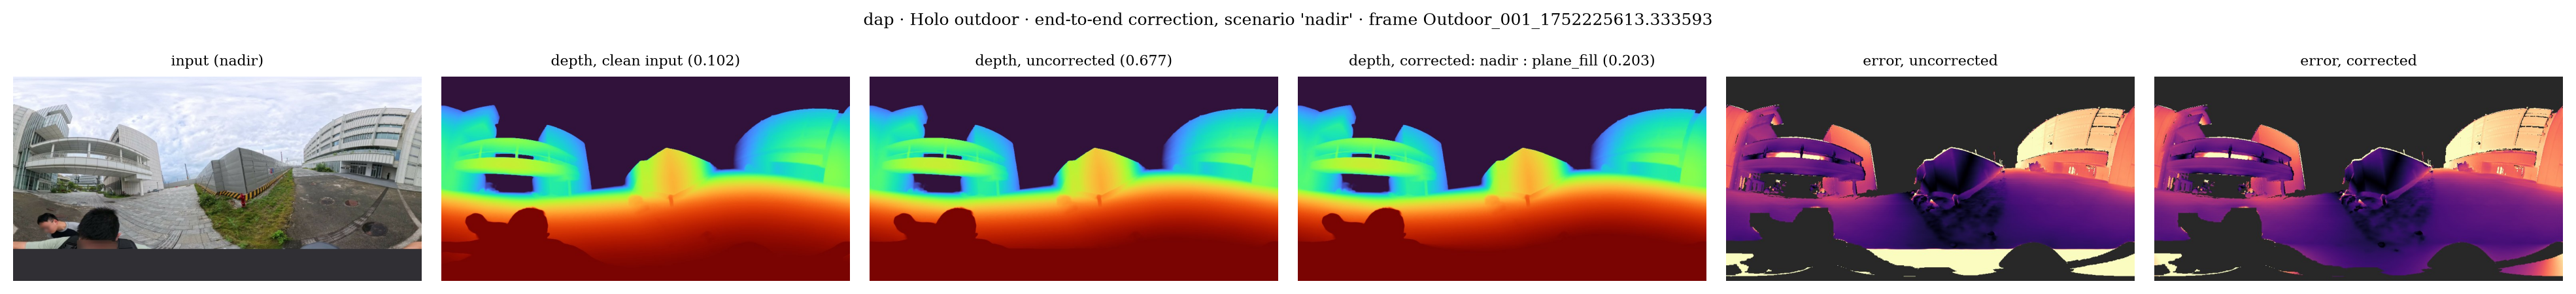 dap · Holo outdoor · end-to-end correction, scenario 'nadir' · frame Outdoor_001_1752225613.333593
input (nadir)
depth, clean input (0.102)
depth, uncorrected (0.677)
depth, corrected: nadir : plane_fill (0.203)
error, uncorrected
error, corrected